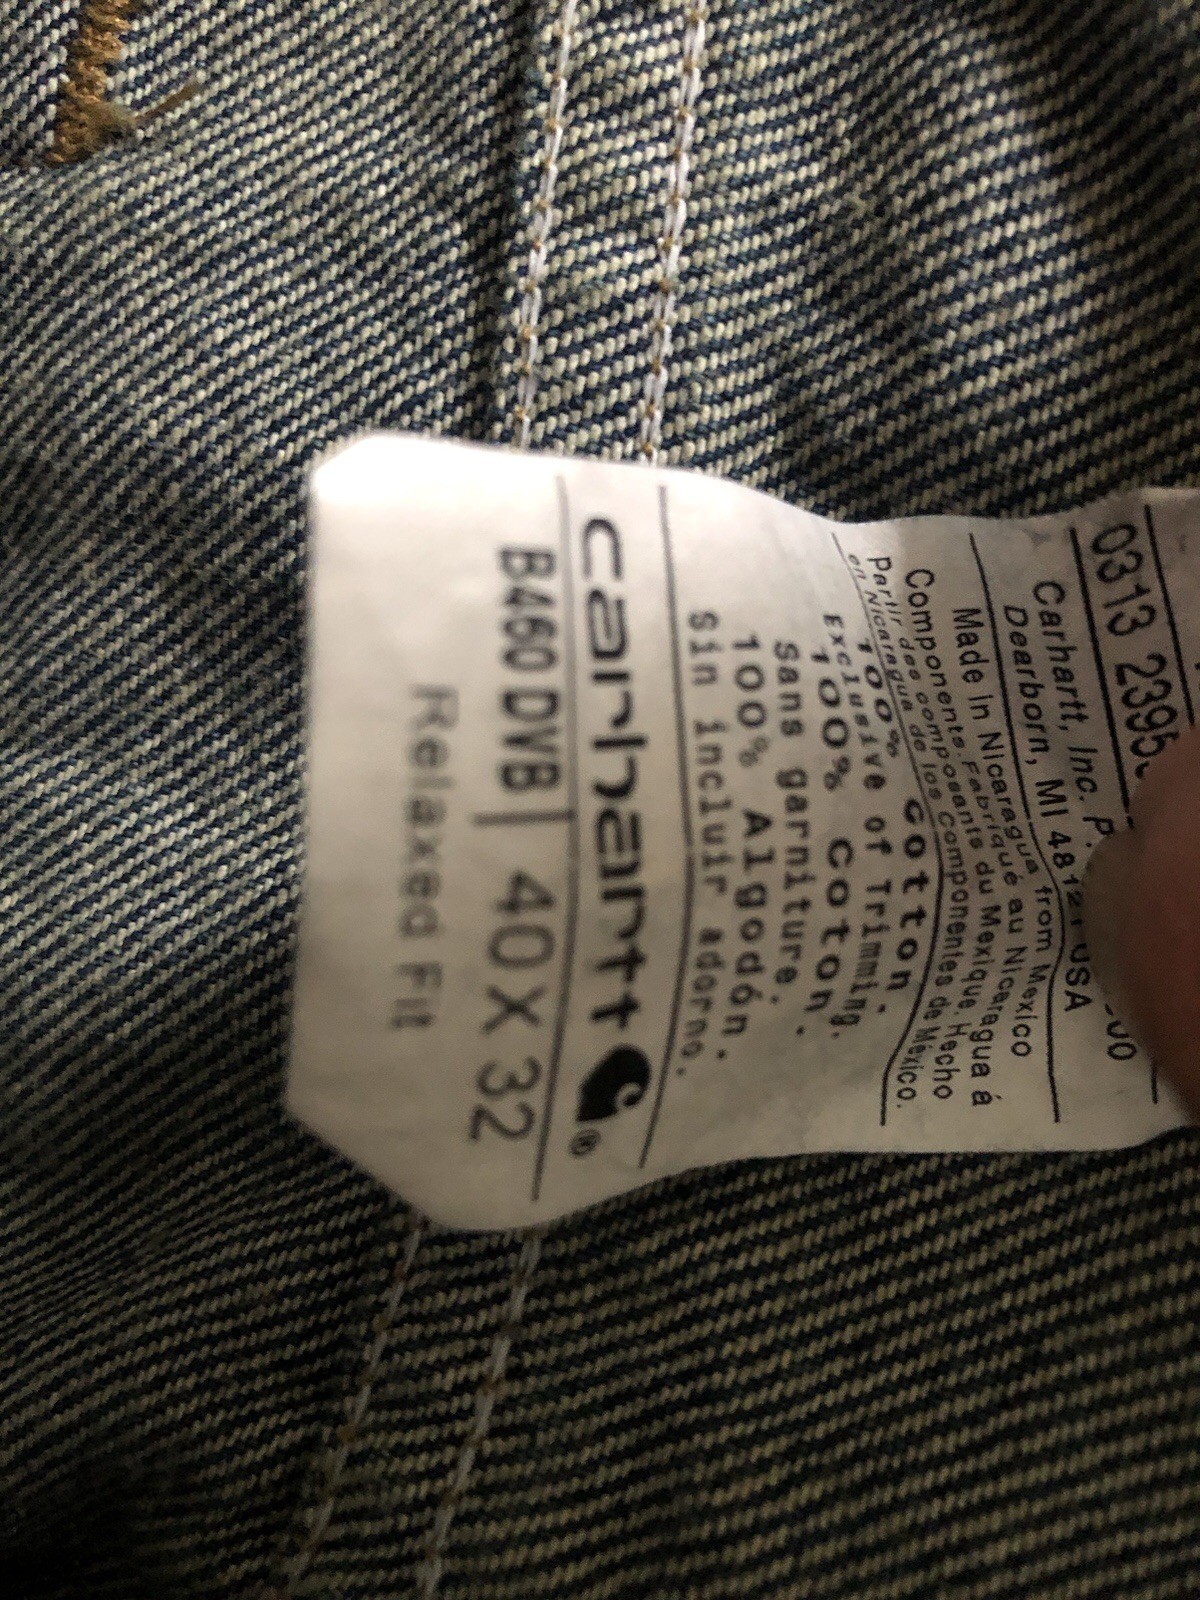 0313 2395
Carhartt, Inc. P.
Dearborn, MI 48121 USA
Made in Nicaragua from Mexico
Components. Fabriqué au Nicaragua á
Partir des composants du Mexique. Hecho
en Nicaragua de los Componentes de México.
100% Cotton.
Exclusive of Trimming.
100% Coton.
Sans garniture.
100% Algodón.
Sin incluir adorno.
carhartt ®
B460 DVB | 40 X 32
Relaxed Fit